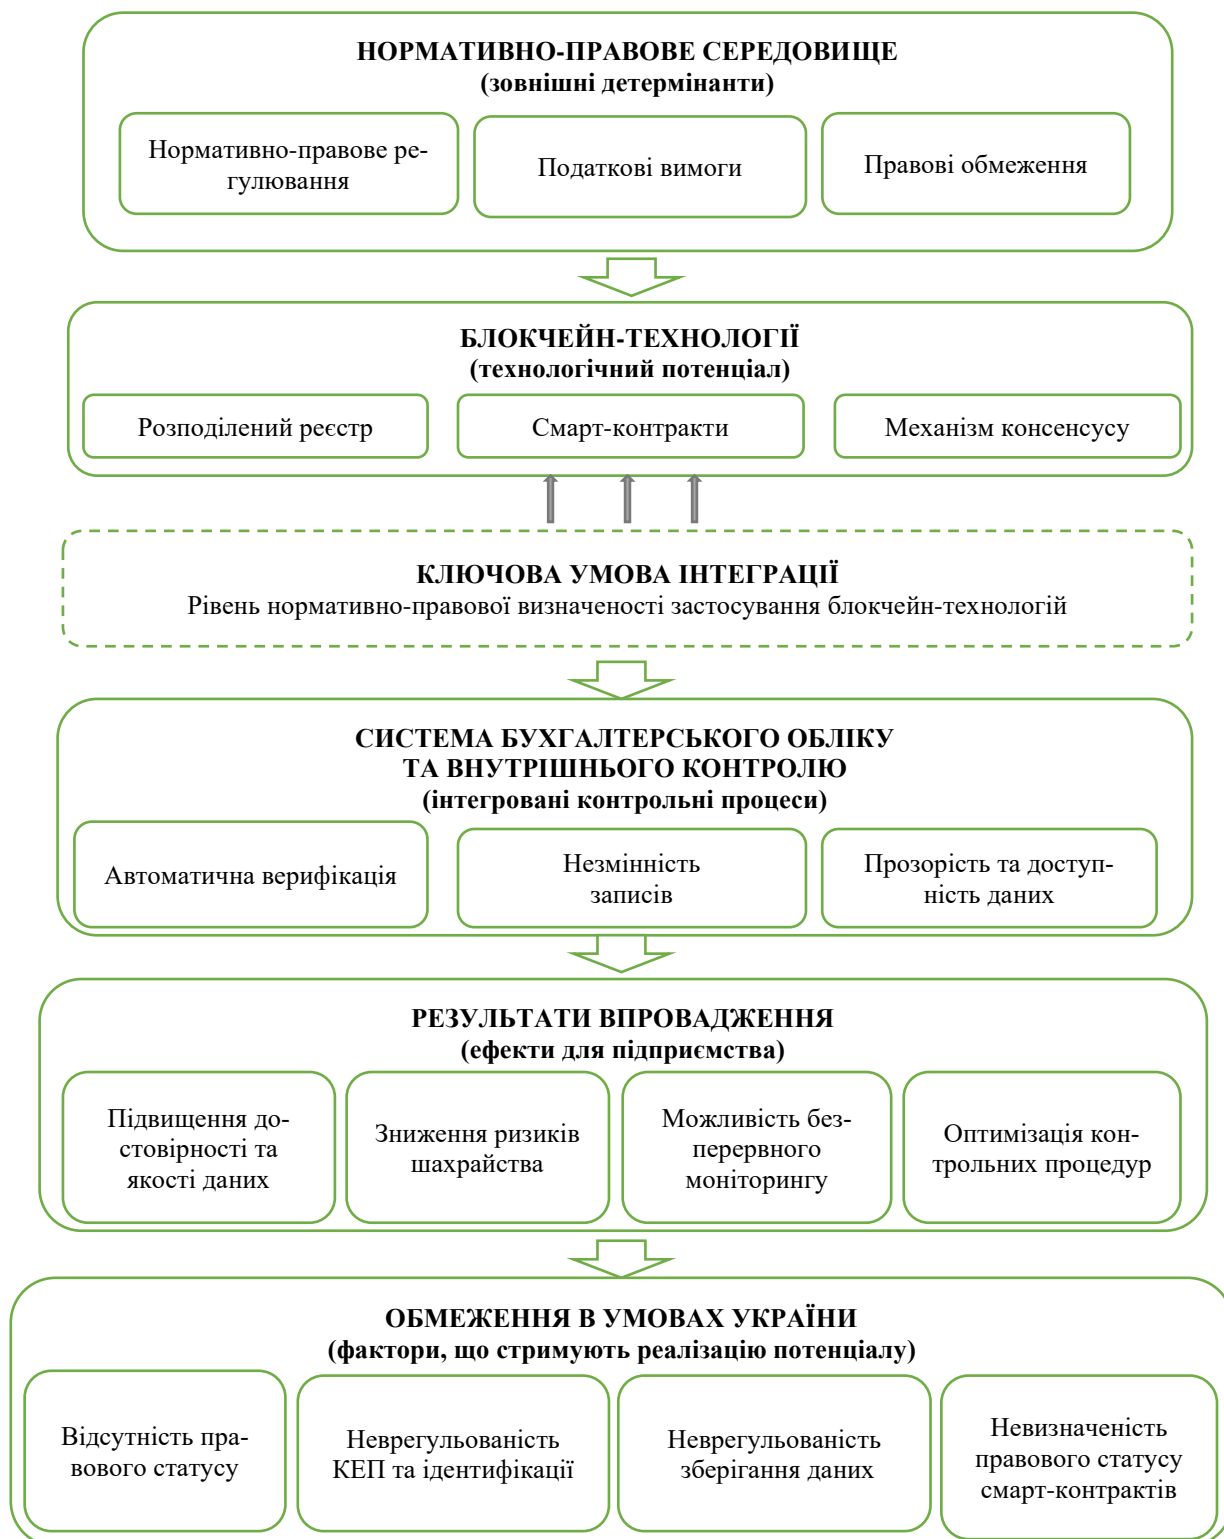 НОРМАТИВНО-ПРАВОВЕ СЕРЕДОВИЩЕ
(зовнішні детермінанти)
Нормативно-правове ре-
гулювання
Податкові вимоги
Правові обмеження
БЛОКЧЕЙН-ТЕХНОЛОГІЇ
(технологічний потенціал)
Розподілений реєстр
Смарт-контракти
Механізм консенсусу
КЛЮЧОВА УМОВА ІНТЕГРАЦІЇ
Рівень нормативно-правової визначеності застосування блокчейн-технологій
СИСТЕМА БУХГАЛТЕРСЬКОГО ОБЛІКУ
ТА ВНУТРІШНЬОГО КОНТРОЛЮ
(інтегровані контрольні процеси)
Автоматична верифікація
Незмінність
записів
Прозорість та доступ-
ність даних
РЕЗУЛЬТАТИ ВПРОВАДЖЕННЯ
(ефекти для підприємства)
Підвищення до-
стовірності та
якості даних
Зниження ризиків
шахрайства
Можливість без-
перервного
моніторингу
Оптимізація кон-
трольних процедур
ОБМЕЖЕННЯ В УМОВАХ УКРАЇНИ
(фактори, що стримують реалізацію потенціалу)
Відсутність пра-
вового статусу
Неврегульованість
КЕП та ідентифікації
Неврегульованість
зберігання даних
Невизначеність
правового статусу
смарт-контрактів